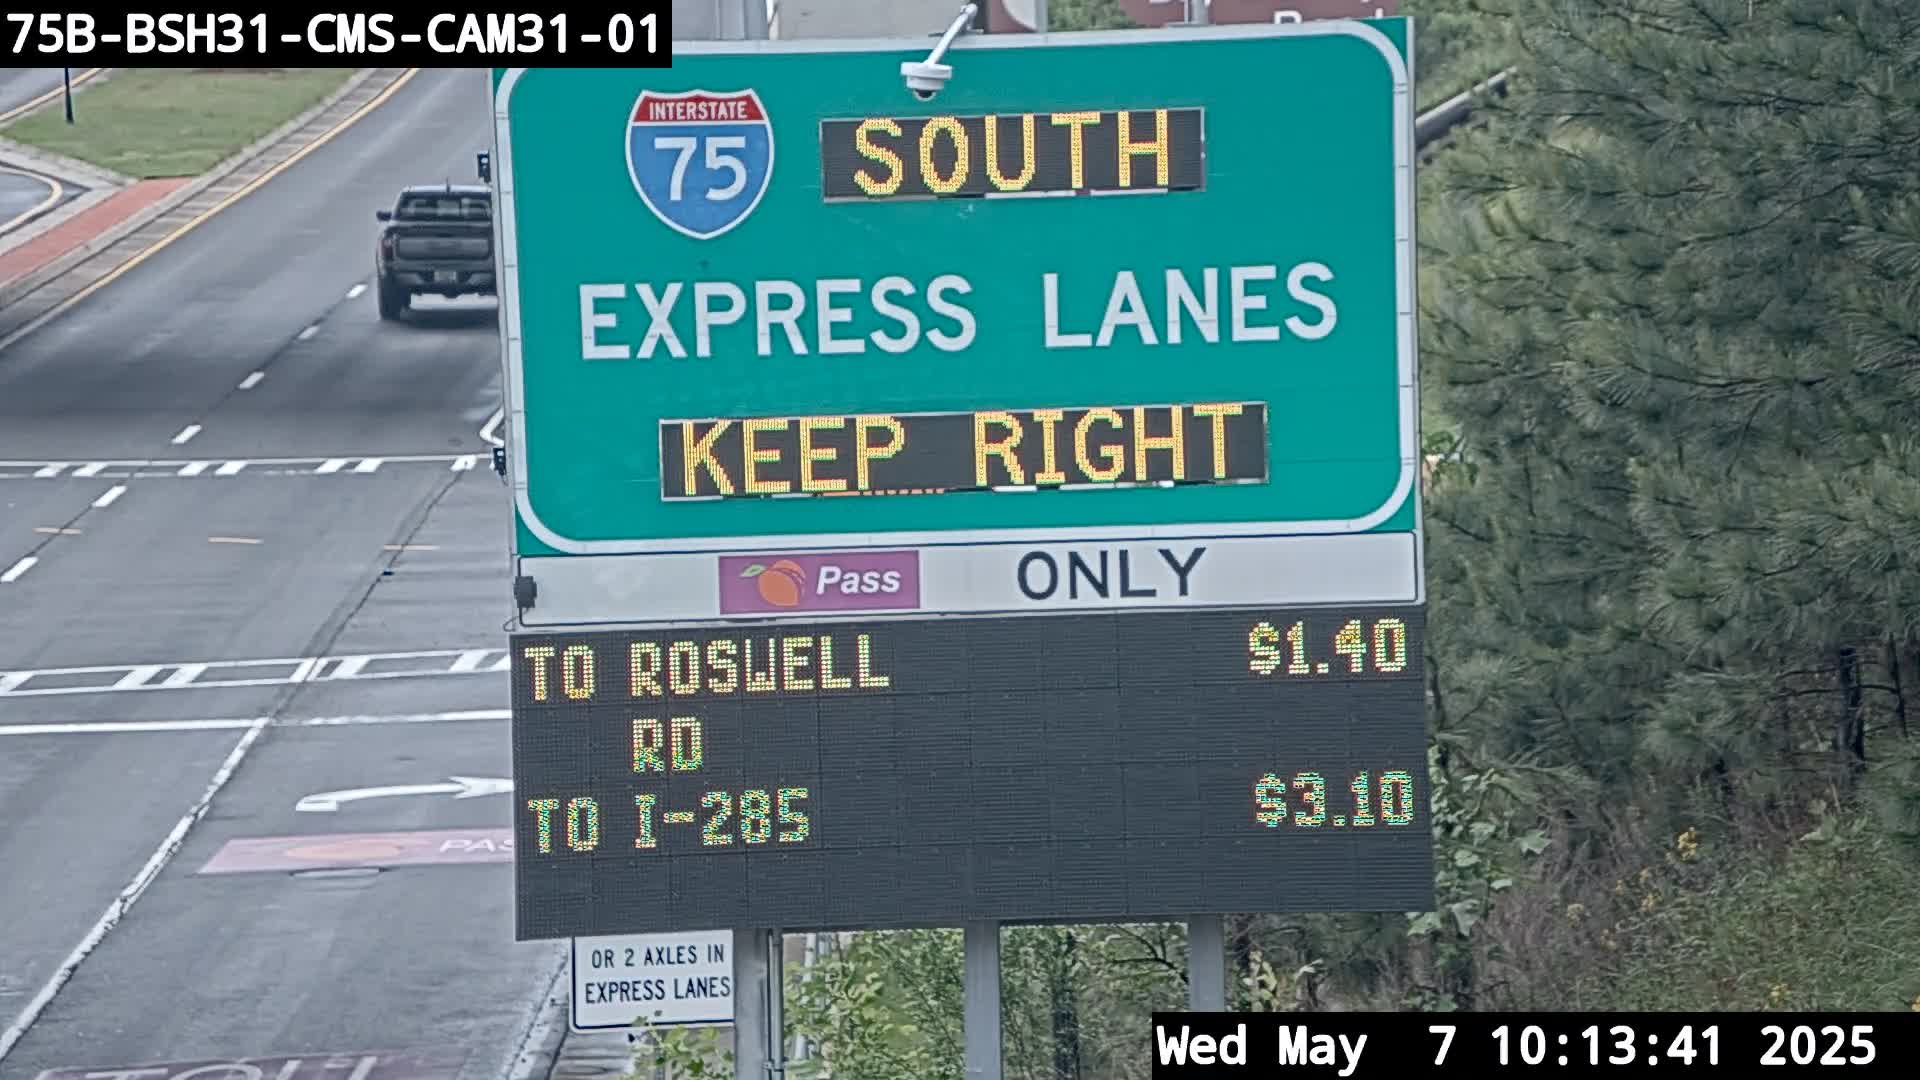 75B-BSH31-CMS-CAM31-01
INTERSTATE
75
SOUTH
EXPRESS LANES
KEEP RIGHT
Pass ONLY
TO ROSWELL $1.40
RD
TO I-285 $3.10
OR 2 AXLES IN
EXPRESS LANES
TOLL
Wed May 7 10:13:41 2025